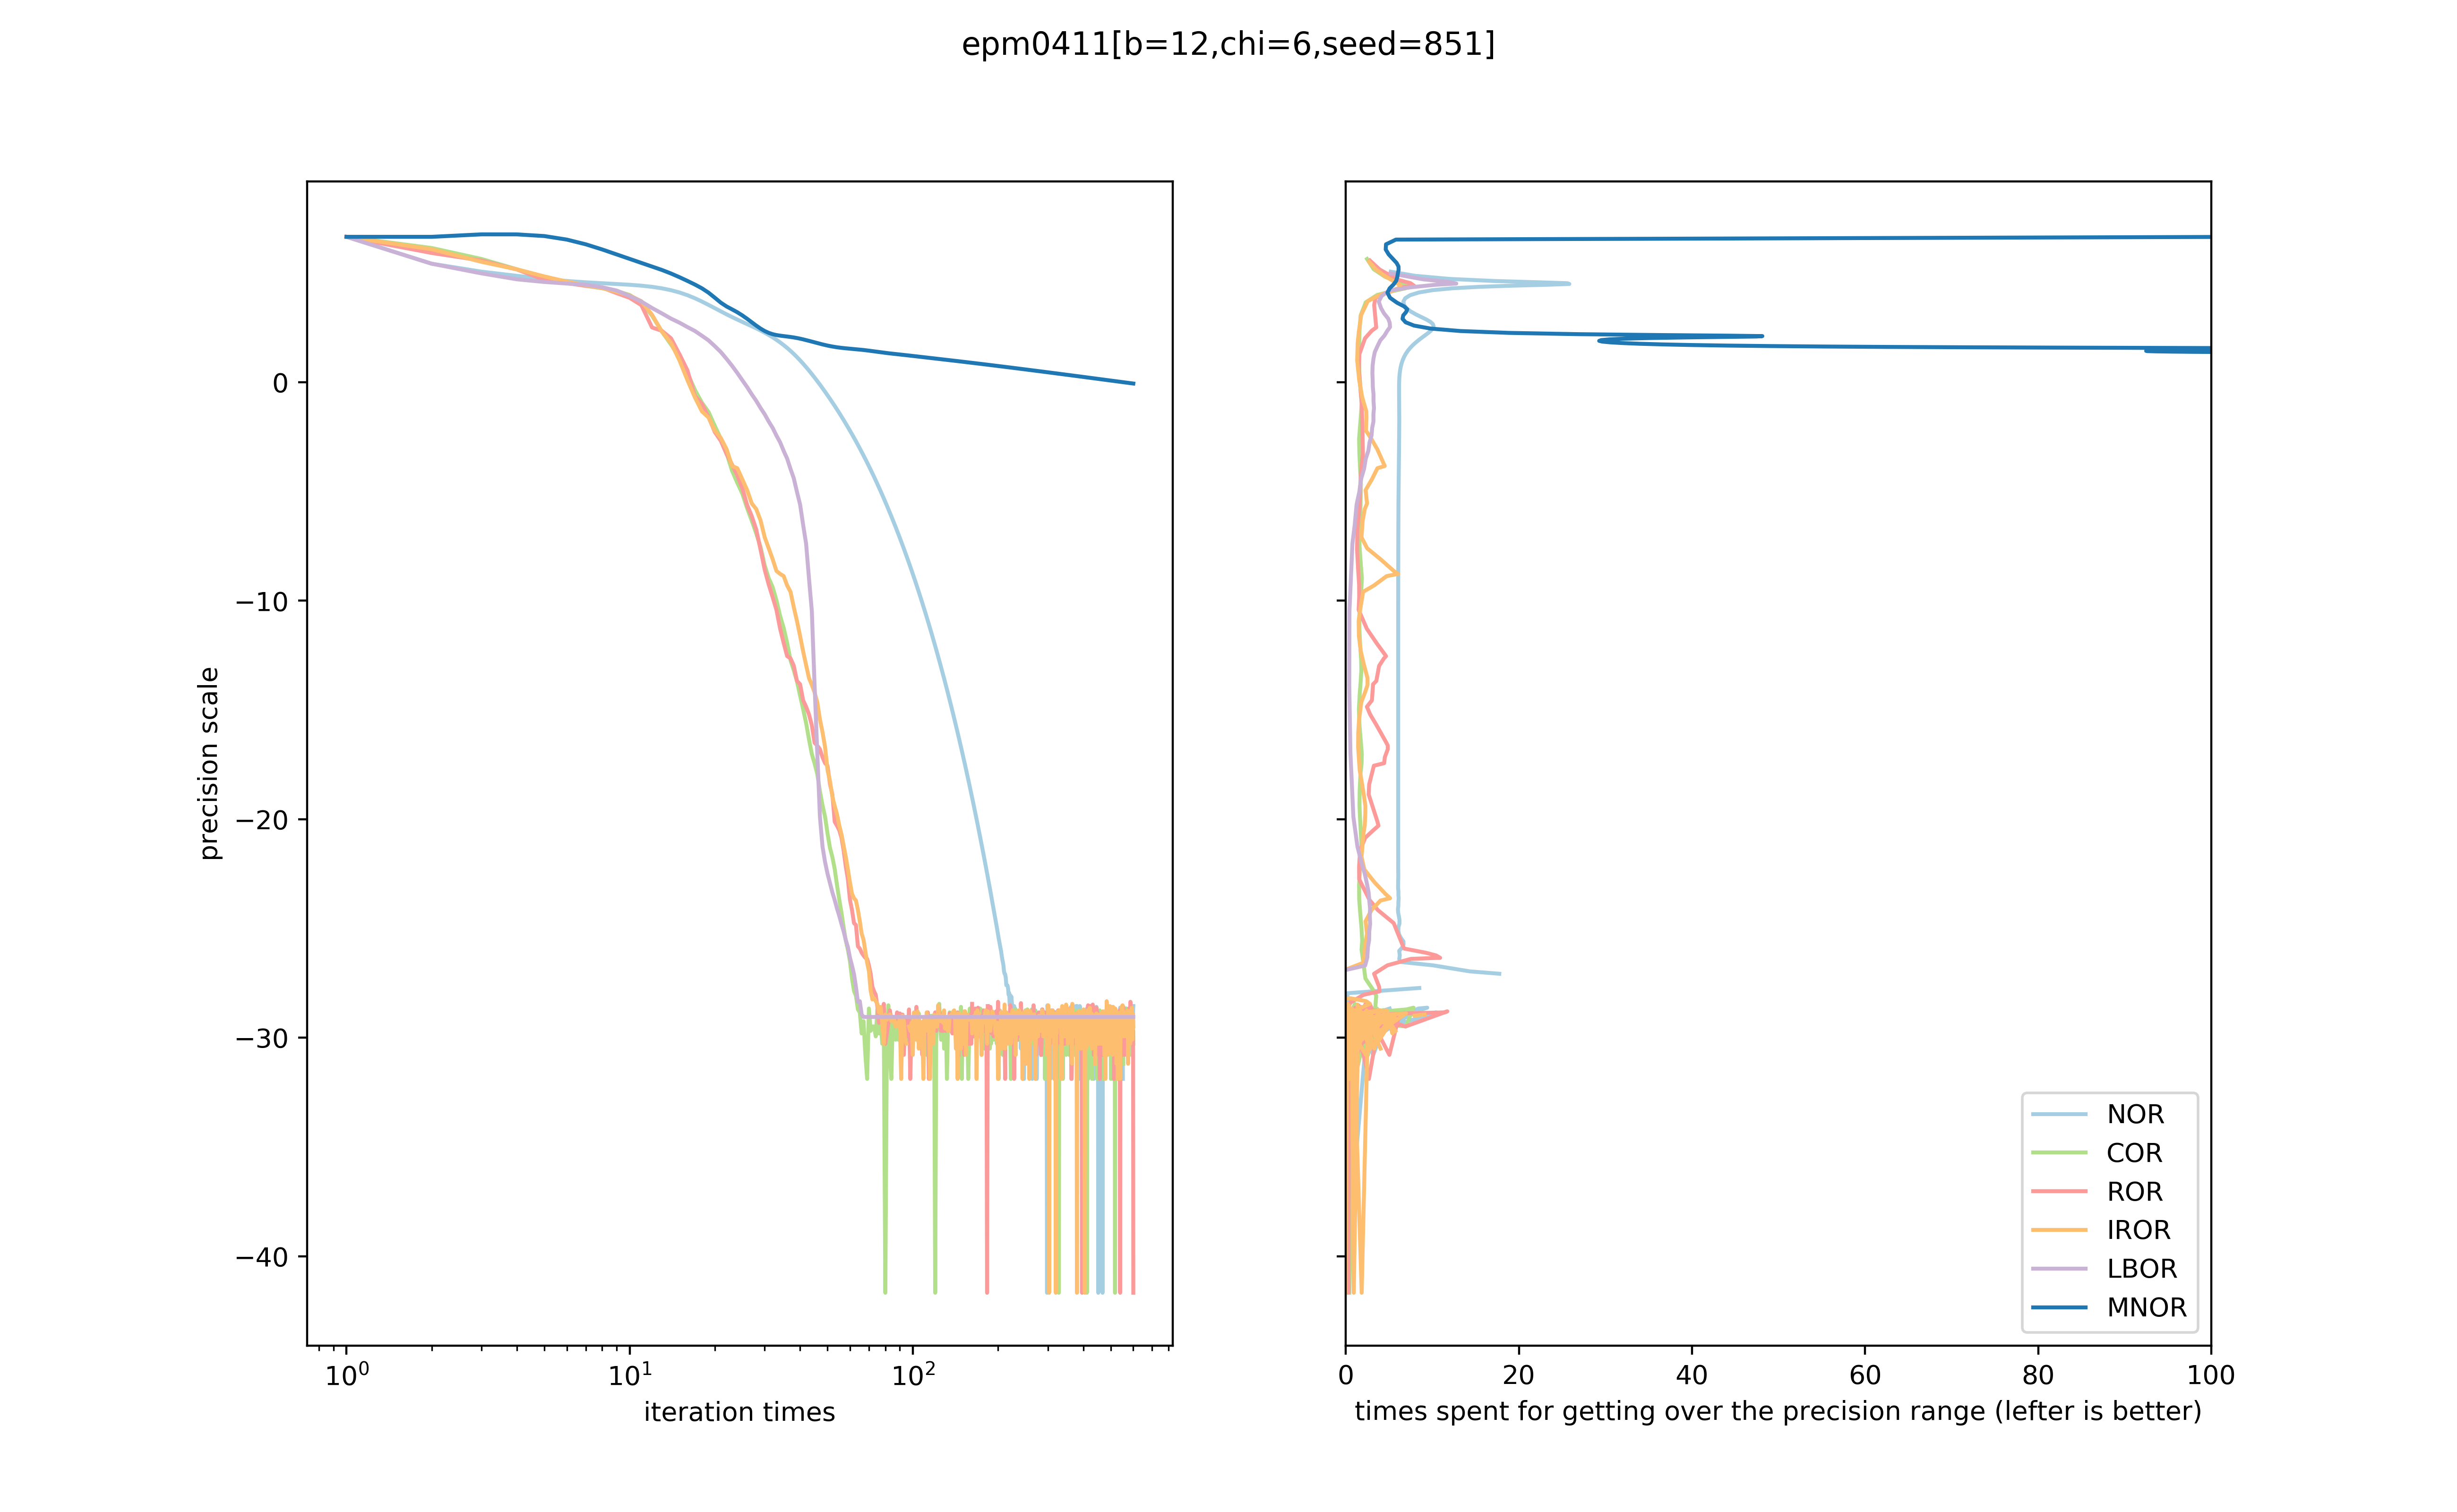 epm0411[b=12,chi=6,seed=851]
precision scale
0
−10
−20
−30
−40
10⁰
10¹
10²
iteration times
0
20
40
60
80
100
times spent for getting over the precision range (lefter is better)
NOR
COR
ROR
IROR
LBOR
MNOR